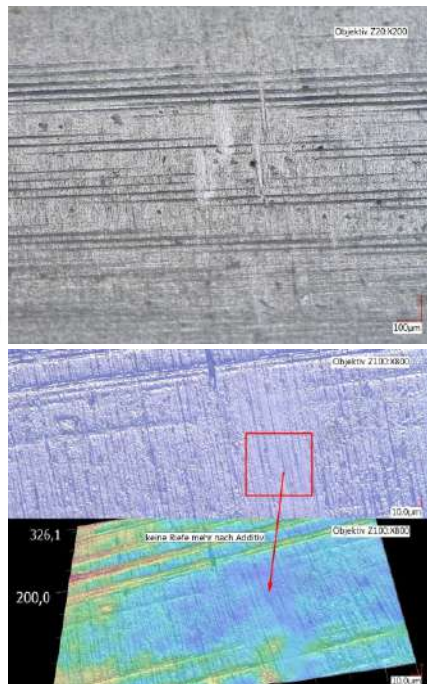 Objektiv Z20:X200
100µm
Objektiv Z100:X800
10.0µm
326,1
keine Riefe mehr nach Additiv
Objektiv Z100:X800
200,0
10.0µm